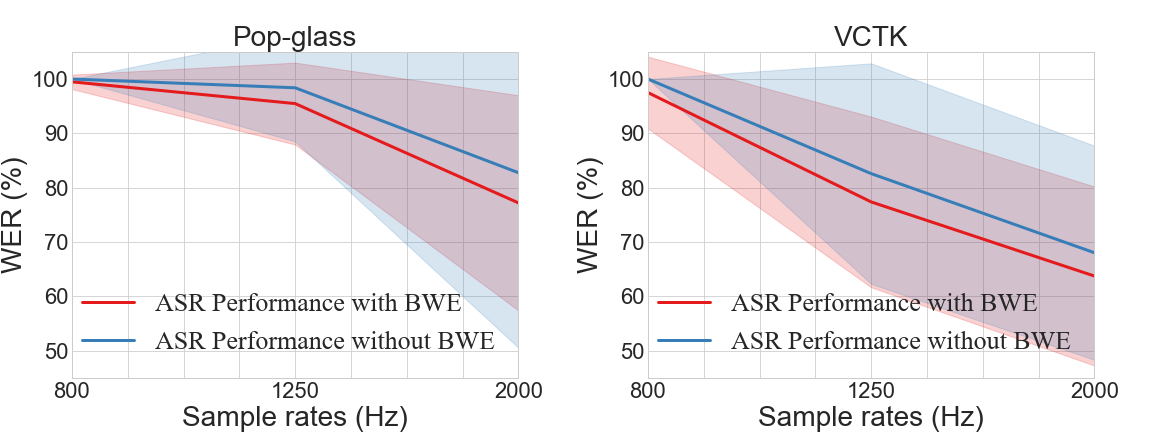 Pop-glass
WER (%)
100
90
80
70
60
50
ASR Performance with BWE
ASR Performance without BWE
800
1250
2000
Sample rates (Hz)
VCTK
WER (%)
100
90
80
70
60
50
ASR Performance with BWE
ASR Performance without BWE
800
1250
2000
Sample rates (Hz)